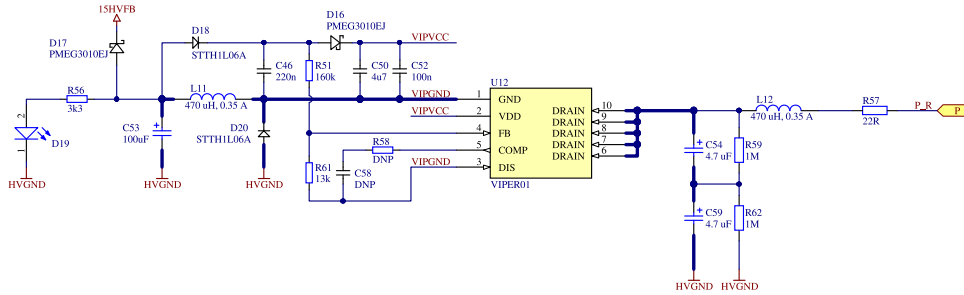 15HVFB
D17
PMEG3010EJ
D18
STTH1L06A
D16
PMEG3010EJ
VIPVCC
C46
220n
R51
160k
C50
4u7
C52
100n
R56
3k3
L11
470 uH, 0.35 A
VIPGND
VIPVCC
U12
1
GND
2
VDD
4
FB
5
COMP
3
DIS
DRAIN
10
DRAIN
9
DRAIN
8
DRAIN
7
DRAIN
6
VIPER01
L12
470 uH, 0.35 A
R57
22R
P_R
P
2
1
D19
HVGND
C53
100uF
HVGND
D20
STTH1L06A
HVGND
R58
DNP
C58
DNP
VIPGND
R61
13k
C54
4.7 uF
R59
1M
C59
4.7 uF
R62
1M
HVGND
HVGND